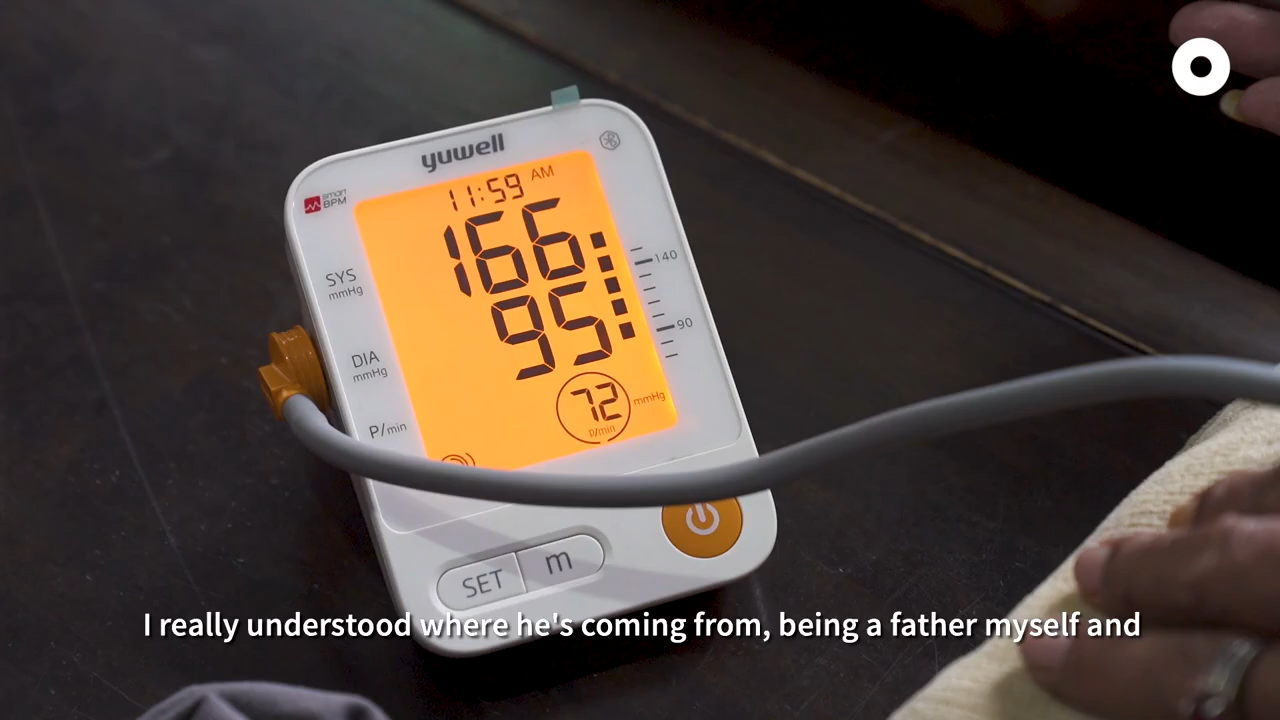 yuwell
smart
BPM
11:59 AM
SYS
mmHg
166
140
DIA
mmHg
95
90
P/min
72
mmHg
p/min
SET
m
I really understood where he's coming from, being a father myself and